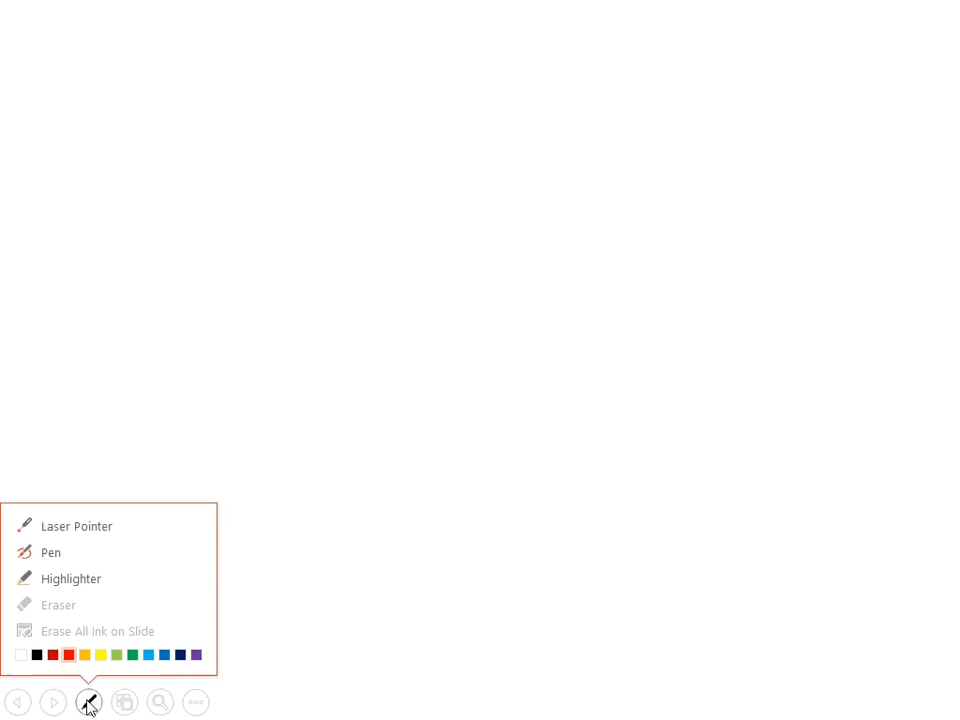 Laser Pointer
Pen
Highlighter
Eraser
Erase All Ink on Slide